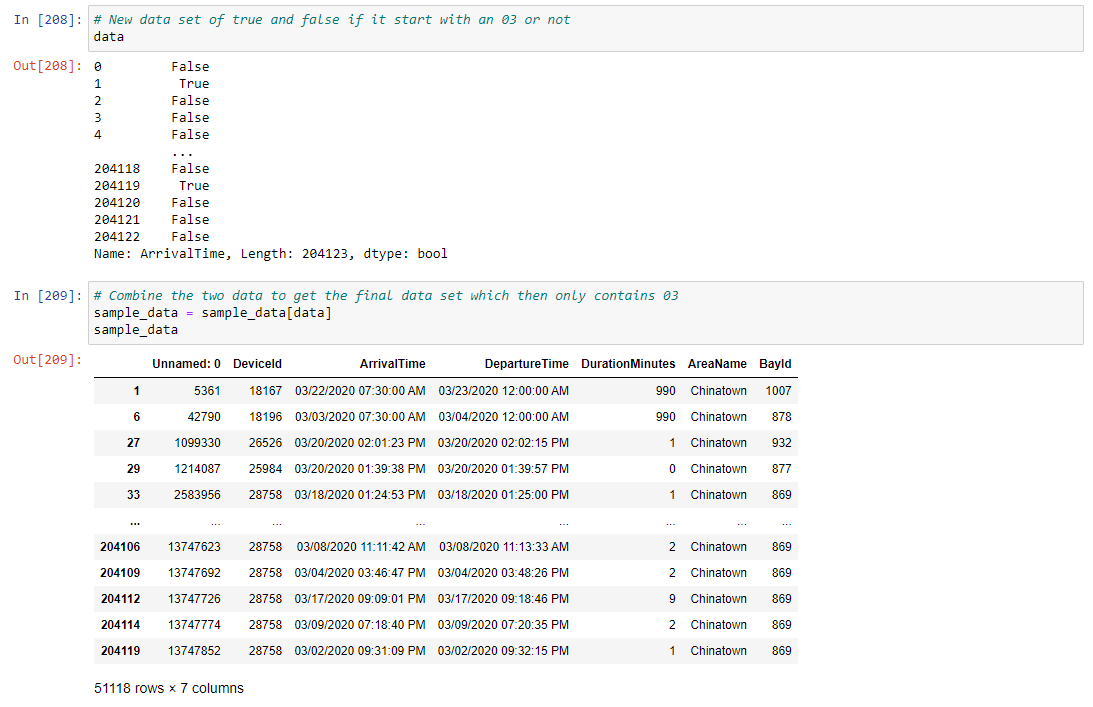 In [208]: # New data set of true and false if it start with an 03 or not
data
Out[208]: 0 False
1 True
2 False
3 False
4 False
...
204118 False
204119 True
204120 False
204121 False
204122 False
Name: ArrivalTime, Length: 204123, dtype: bool
In [209]: # Combine the two data to get the final data set which then only contains 03
sample_data = sample_data[data]
sample_data
Out[209]:
Unnamed: 0 DeviceId ArrivalTime DepartureTime DurationMinutes AreaName BayId
1 5361 18167 03/22/2020 07:30:00 AM 03/23/2020 12:00:00 AM 990 Chinatown 1007
6 42790 18196 03/03/2020 07:30:00 AM 03/04/2020 12:00:00 AM 990 Chinatown 878
27 1099330 26526 03/20/2020 02:01:23 PM 03/20/2020 02:02:15 PM 1 Chinatown 932
29 1214087 25984 03/20/2020 01:39:38 PM 03/20/2020 01:39:57 PM 0 Chinatown 877
33 2583956 28758 03/18/2020 01:24:53 PM 03/18/2020 01:25:00 PM 1 Chinatown 869
... ... ... ... ... ... ... ...
204106 13747623 28758 03/08/2020 11:11:42 AM 03/08/2020 11:13:33 AM 2 Chinatown 869
204109 13747692 28758 03/04/2020 03:46:47 PM 03/04/2020 03:48:26 PM 2 Chinatown 869
204112 13747726 28758 03/17/2020 09:09:01 PM 03/17/2020 09:18:46 PM 9 Chinatown 869
204114 13747774 28758 03/09/2020 07:18:40 PM 03/09/2020 07:20:35 PM 2 Chinatown 869
204119 13747852 28758 03/02/2020 09:31:09 PM 03/02/2020 09:32:15 PM 1 Chinatown 869
51118 rows × 7 columns